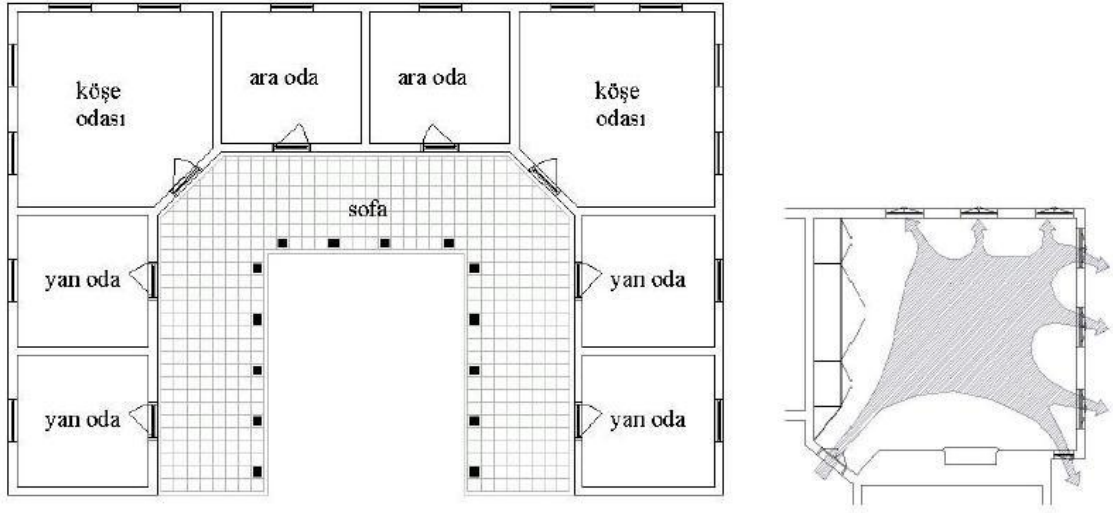 köşe
odası
ara oda
ara oda
köşe
odası
sofa
yan oda
yan oda
yan oda
yan oda